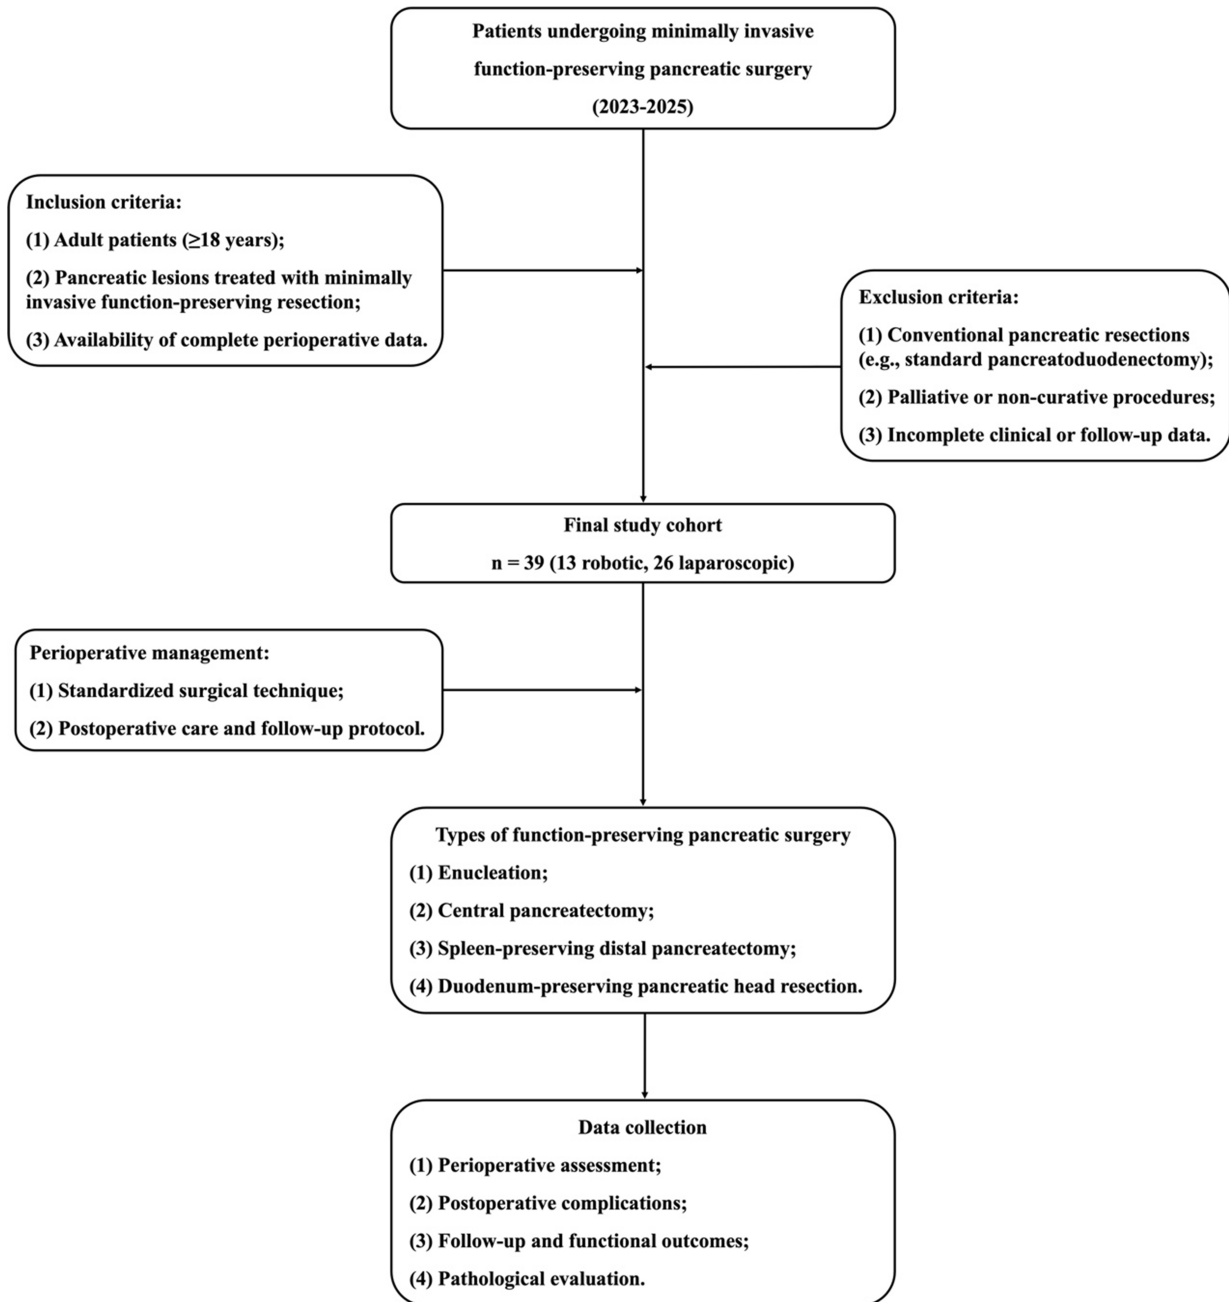 Patients undergoing minimally invasive
function-preserving pancreatic surgery
(2023-2025)
Inclusion criteria:
(1) Adult patients (≥18 years);
(2) Pancreatic lesions treated with minimally
invasive function-preserving resection;
(3) Availability of complete perioperative data.
Exclusion criteria:
(1) Conventional pancreatic resections
(e.g., standard pancreatoduodenectomy);
(2) Palliative or non-curative procedures;
(3) Incomplete clinical or follow-up data.
Final study cohort
n = 39 (13 robotic, 26 laparoscopic)
Perioperative management:
(1) Standardized surgical technique;
(2) Postoperative care and follow-up protocol.
Types of function-preserving pancreatic surgery
(1) Enucleation;
(2) Central pancreatectomy;
(3) Spleen-preserving distal pancreatectomy;
(4) Duodenum-preserving pancreatic head resection.
Data collection
(1) Perioperative assessment;
(2) Postoperative complications;
(3) Follow-up and functional outcomes;
(4) Pathological evaluation.